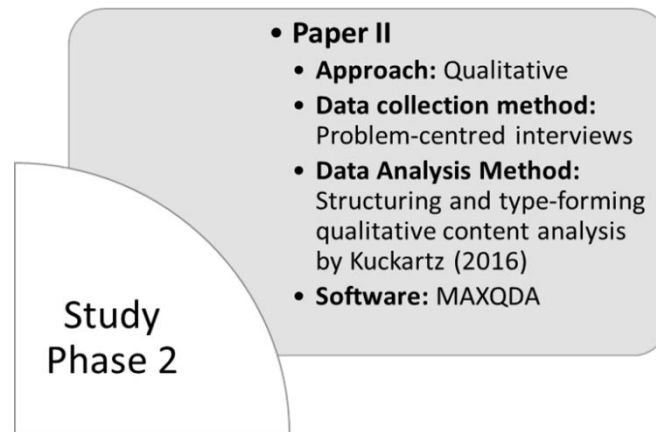 • Paper II
• Approach: Qualitative
• Data collection method:
Problem-centred interviews
• Data Analysis Method:
Structuring and type-forming
qualitative content analysis
by Kuckartz (2016)
• Software: MAXQDA
Study
Phase 2